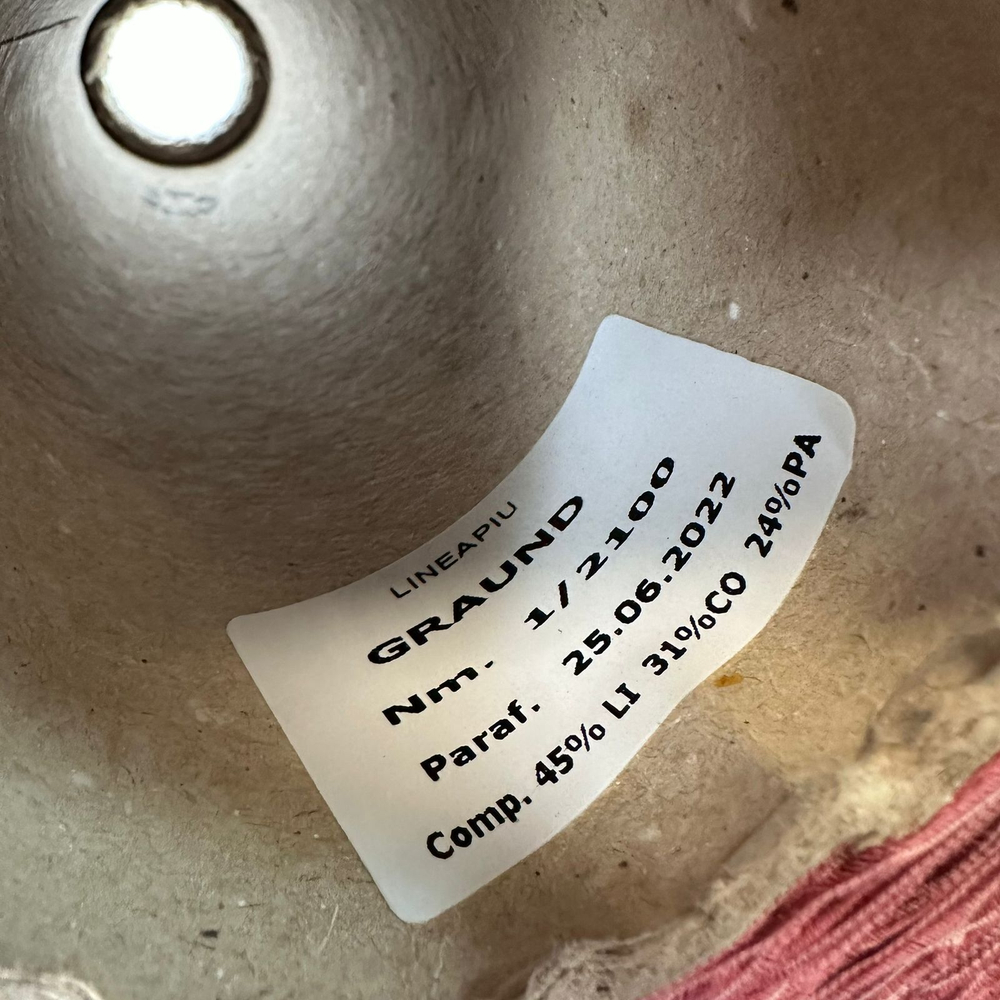 LINEAPIU
GRAUND
Nm. 1/2100
Paraf. 25.06.2022
Comp. 45% LI 31%CO 24%PA